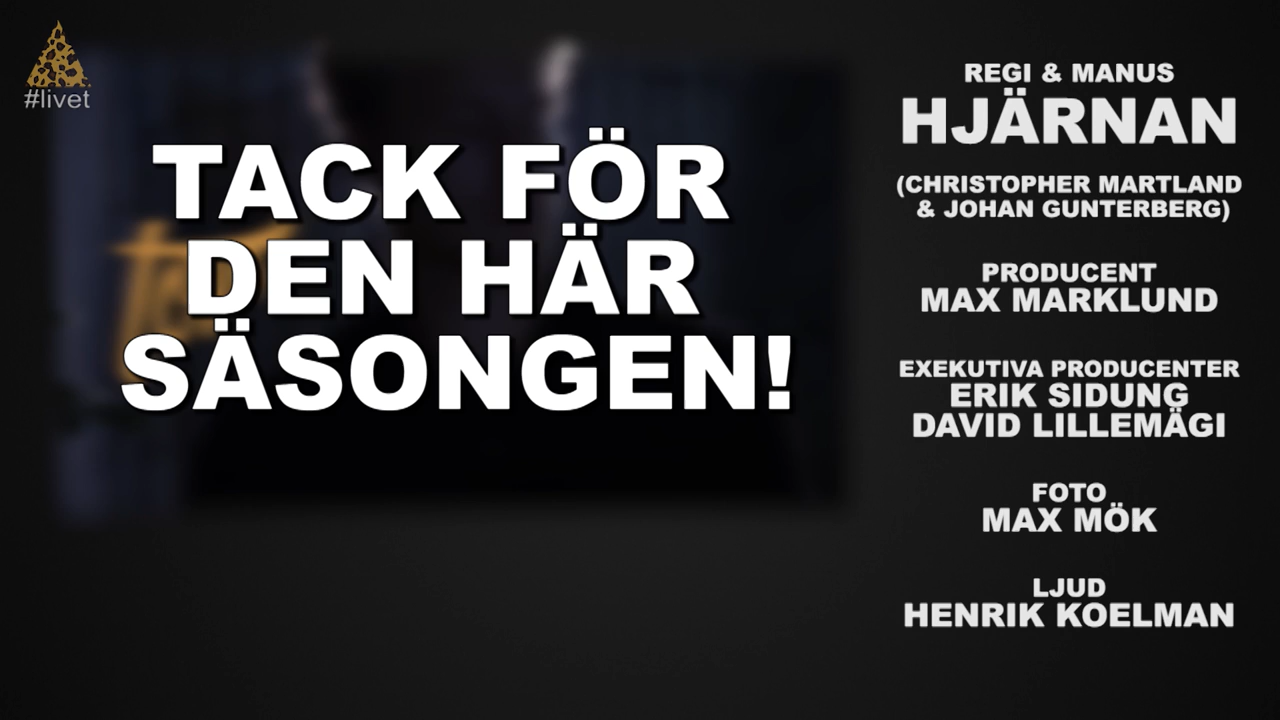 #livet
TACK FÖR
DEN HÄR
SÄSONGEN!
REGI & MANUS
HJÄRNAN
(CHRISTOPHER MARTLAND
& JOHAN GUNTERBERG)
PRODUCENT
MAX MARKLUND
EXEKUTIVA PRODUCENTER
ERIK SIDUNG
DAVID LILLEMÄGI
FOTO
MAX MÖK
LJUD
HENRIK KOELMAN